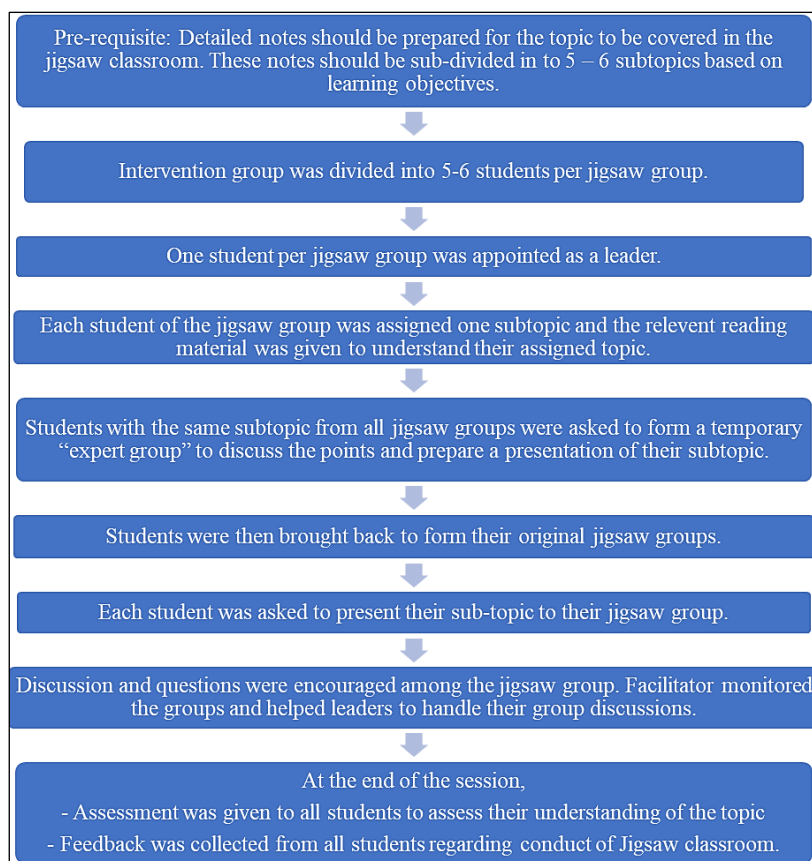 Pre-requisite: Detailed notes should be prepared for the topic to be covered in the
jigsaw classroom. These notes should be sub-divided in to 5 – 6 subtopics based on
learning objectives.
Intervention group was divided into 5-6 students per jigsaw group.
One student per jigsaw group was appointed as a leader.
Each student of the jigsaw group was assigned one subtopic and the relevent reading
material was given to understand their assigned topic.
Students with the same subtopic from all jigsaw groups were asked to form a temporary
“expert group” to discuss the points and prepare a presentation of their subtopic.
Students were then brought back to form their original jigsaw groups.
Each student was asked to present their sub-topic to their jigsaw group.
Discussion and questions were encouraged among the jigsaw group. Facilitator monitored
the groups and helped leaders to handle their group discussions.
At the end of the session,
- Assessment was given to all students to assess their understanding of the topic
- Feedback was collected from all students regarding conduct of Jigsaw classroom.